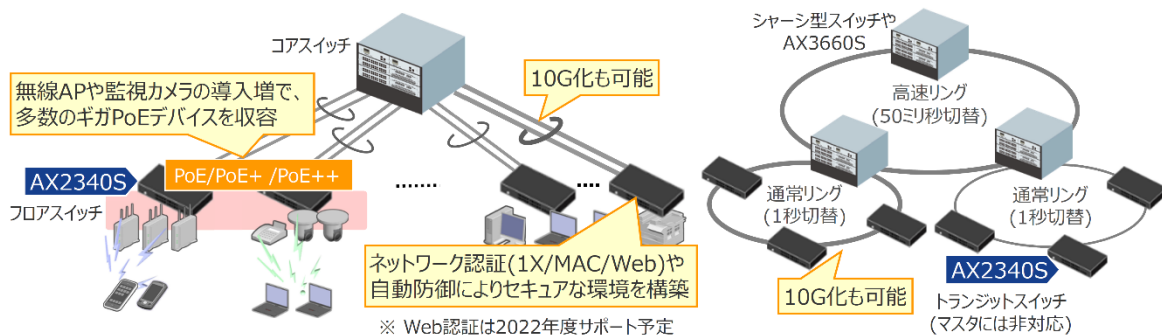 コアスイッチ
無線APや監視カメラの導入増で、
多数のギガPoEデバイスを収容
10G化も可能
AX2340S
PoE/PoE+ /PoE++
フロアスイッチ
.......
....
ネットワーク認証(1X/MAC/Web)や
自動防御によりセキュアな環境を構築
※ Web認証は2022年度サポート予定
シャーシ型スイッチや
AX3660S
高速リング
(50ミリ秒切替)
通常リング
(1秒切替)
通常リング
(1秒切替)
10G化も可能
AX2340S
トランジットスイッチ
(マスタには非対応)